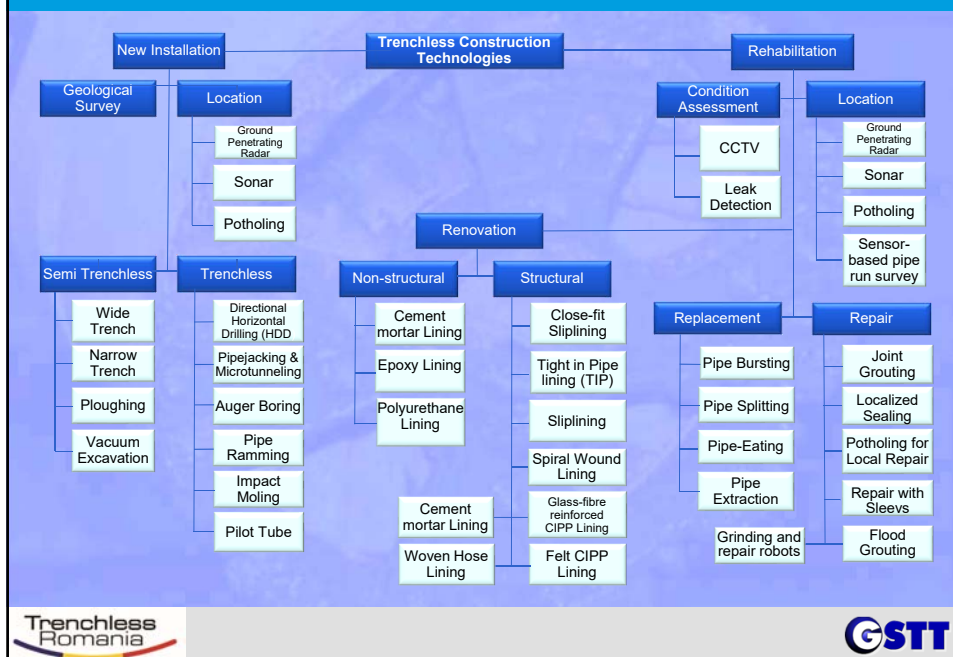 Trenchless Construction
Technologies
New Installation
Rehabilitation
Geological
Survey
Location
Ground
Penetrating
Radar
Sonar
Potholing
Condition
Assessment
CCTV
Leak
Detection
Location
Ground
Penetrating
Radar
Sonar
Potholing
Sensor-
based pipe
run survey
Semi Trenchless
Wide
Trench
Narrow
Trench
Ploughing
Vacuum
Excavation
Trenchless
Directional
Horizontal
Drilling (HDD
Pipejacking &
Microtunneling
Auger Boring
Pipe
Ramming
Impact
Moling
Pilot Tube
Renovation
Non-structural
Cement
mortar Lining
Epoxy Lining
Polyurethane
Lining
Structural
Close-fit
Sliplining
Tight in Pipe
lining (TIP)
Sliplining
Spiral Wound
Lining
Cement
mortar Lining
Glass-fibre
reinforced
CIPP Lining
Woven Hose
Lining
Felt CIPP
Lining
Replacement
Pipe Bursting
Pipe Splitting
Pipe-Eating
Pipe
Extraction
Repair
Joint
Grouting
Localized
Sealing
Potholing for
Local Repair
Repair with
Sleevs
Grinding and
repair robots
Flood
Grouting
Trenchless
Romania
GSTT